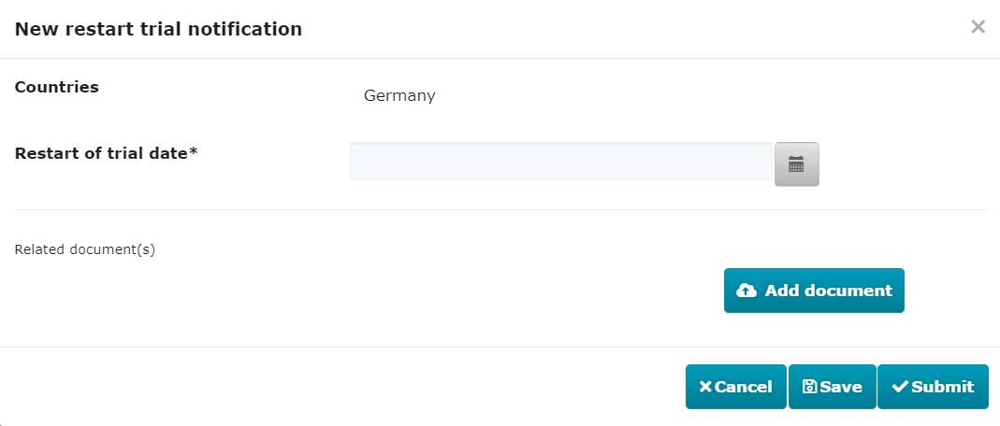 New restart trial notification
Countries
Germany
Restart of trial date*
Related document(s)
Add document
Cancel
Save
Submit